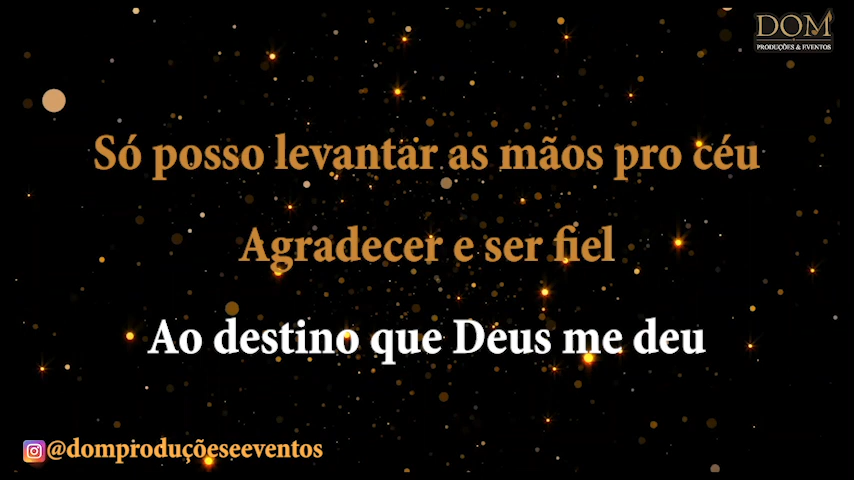 DOM
PRODUÇÕES & EVENTOS
Só posso levantar as mãos pro céu
Agradecer e ser fiel
Ao destino que Deus me deu
@domproduçõeseeventos